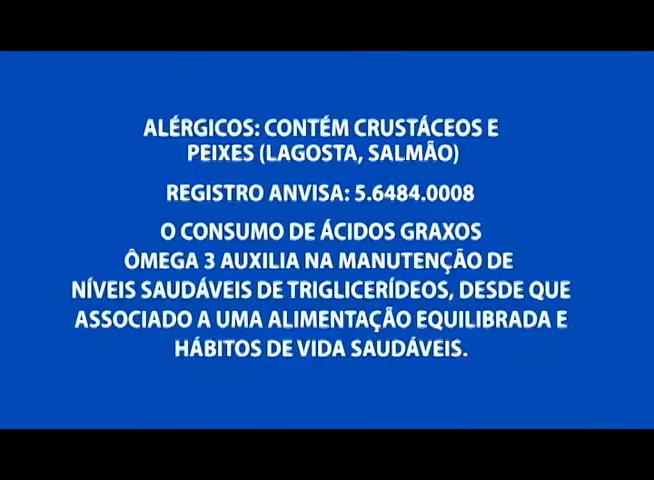 ALÉRGICOS: CONTÉM CRUSTÁCEOS E
PEIXES (LAGOSTA, SALMÃO)
REGISTRO ANVISA: 5.6484.0008
O CONSUMO DE ÁCIDOS GRAXOS
ÔMEGA 3 AUXILIA NA MANUTENÇÃO DE
NÍVEIS SAUDÁVEIS DE TRIGLICERÍDEOS, DESDE QUE
ASSOCIADO A UMA ALIMENTAÇÃO EQUILIBRADA E
HÁBITOS DE VIDA SAUDÁVEIS.